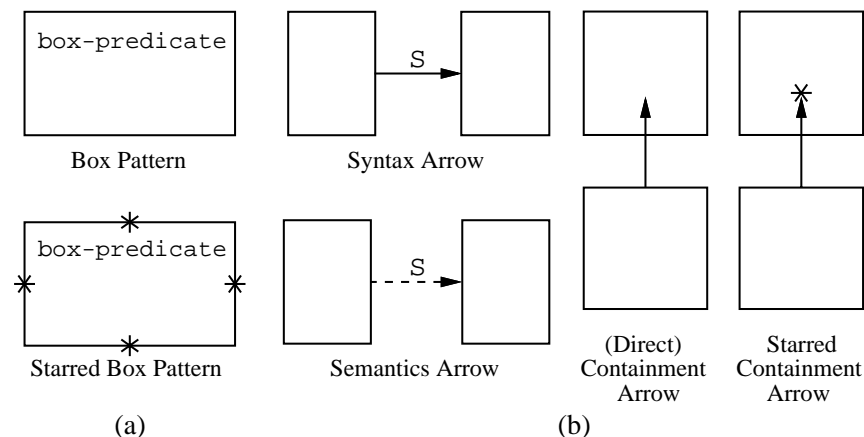 box-predicate
Box Pattern
S
Syntax Arrow
box-predicate
Starred Box Pattern
S
Semantics Arrow
(Direct)
Containment
Arrow
Starred
Containment
Arrow
(a)
(b)